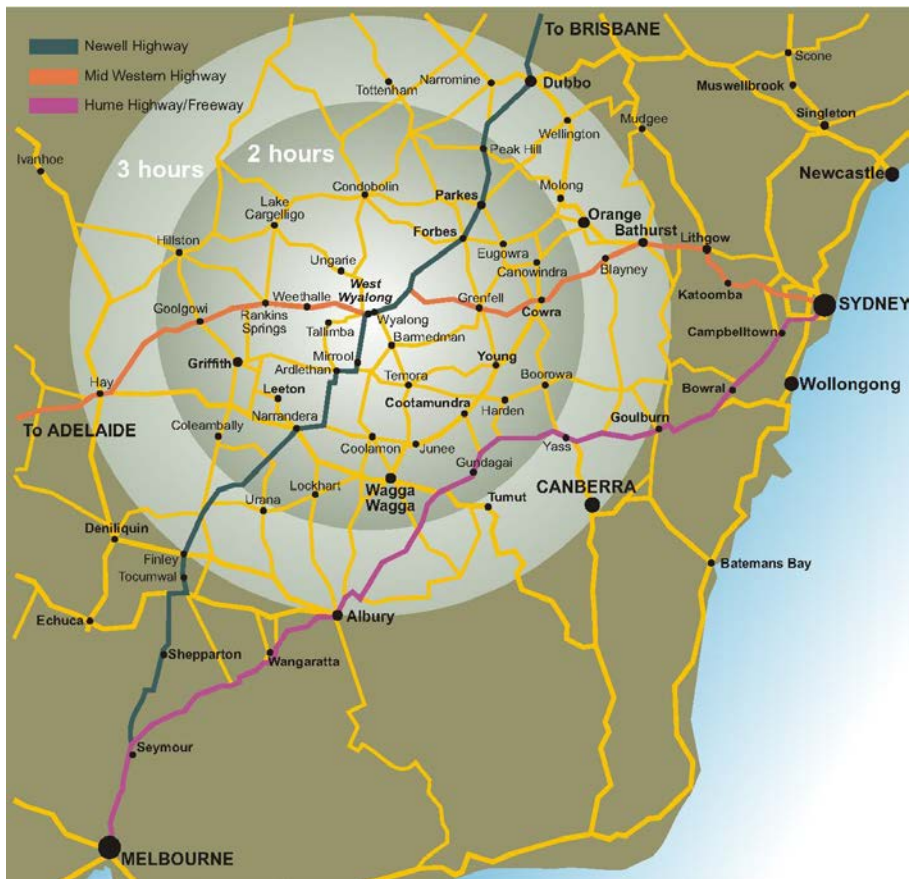 To BRISBANE
Newell Highway
Mid Western Highway
Hume Highway/Freeway
Scone
Narromine
Dubbo
Tottenham
Muswellbrook
Singleton
Mudgee
Wellington
Ivanhoe
3 hours
2 hours
Peak Hill
Newcastle
Condobolin
Molong
Parkes
Lake
Cargelligo
Orange
Forbes
Bathurst
Hillston
Lithgow
Eugowra
Ungarie
Canowindra
Blayney
West
Wyalong
Katoomba
Weethalle
Grenfell
SYDNEY
Goolgowi
Rankins
Springs
Wyalong
Cowra
Tallimba
Campbelltown
Barmedman
Griffith
Mirrool
Young
Ardlethan
Hay
Temora
Boorowa
Wollongong
Leeton
Bowral
Cootamundra
Harden
Narrandera
Goulburn
To ADELAIDE
Coleambally
Coolamon
Junee
Yass
Gundagai
Wagga
Wagga
CANBERRA
Lockhart
Urana
Tumut
Deniliquin
Finley
Batemans Bay
Tocumwal
Echuca
Albury
Shepparton
Wangaratta
Seymour
MELBOURNE